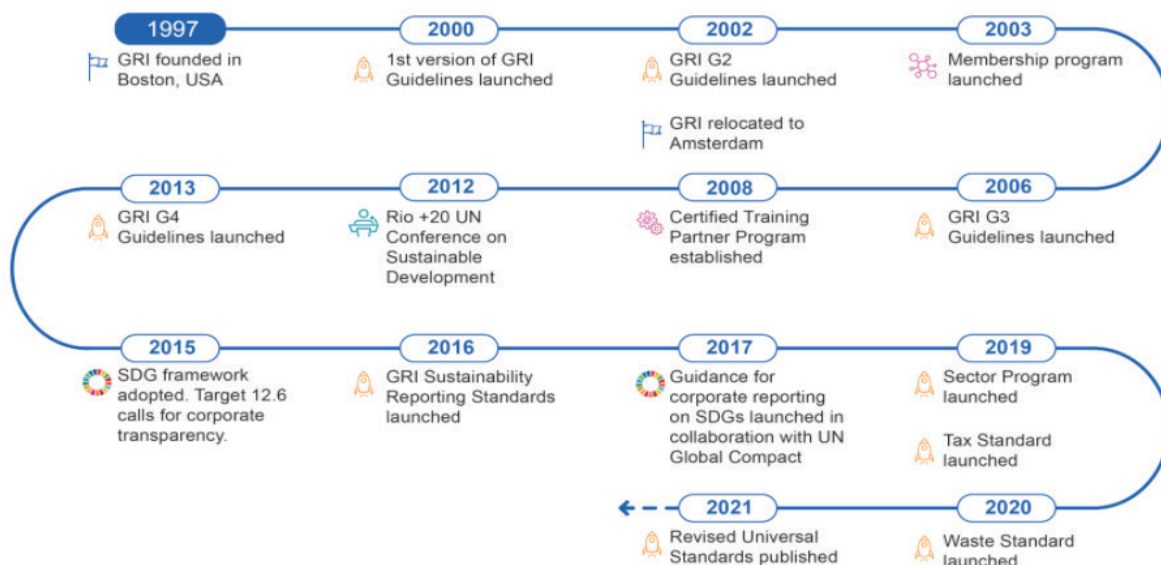 1997
GRI founded in
Boston, USA
2000
1st version of GRI
Guidelines launched
2002
GRI G2
Guidelines launched
GRI relocated to
Amsterdam
2003
Membership program
launched
2006
GRI G3
Guidelines launched
2008
Certified Training
Partner Program
established
2012
Rio +20 UN
Conference on
Sustainable
Development
2013
GRI G4
Guidelines launched
2015
SDG framework
adopted. Target 12.6
calls for corporate
transparency.
2016
GRI Sustainability
Reporting Standards
launched
2017
Guidance for
corporate reporting
on SDGs launched in
collaboration with UN
Global Compact
2019
Sector Program
launched
Tax Standard
launched
2020
Waste Standard
launched
2021
Revised Universal
Standards published